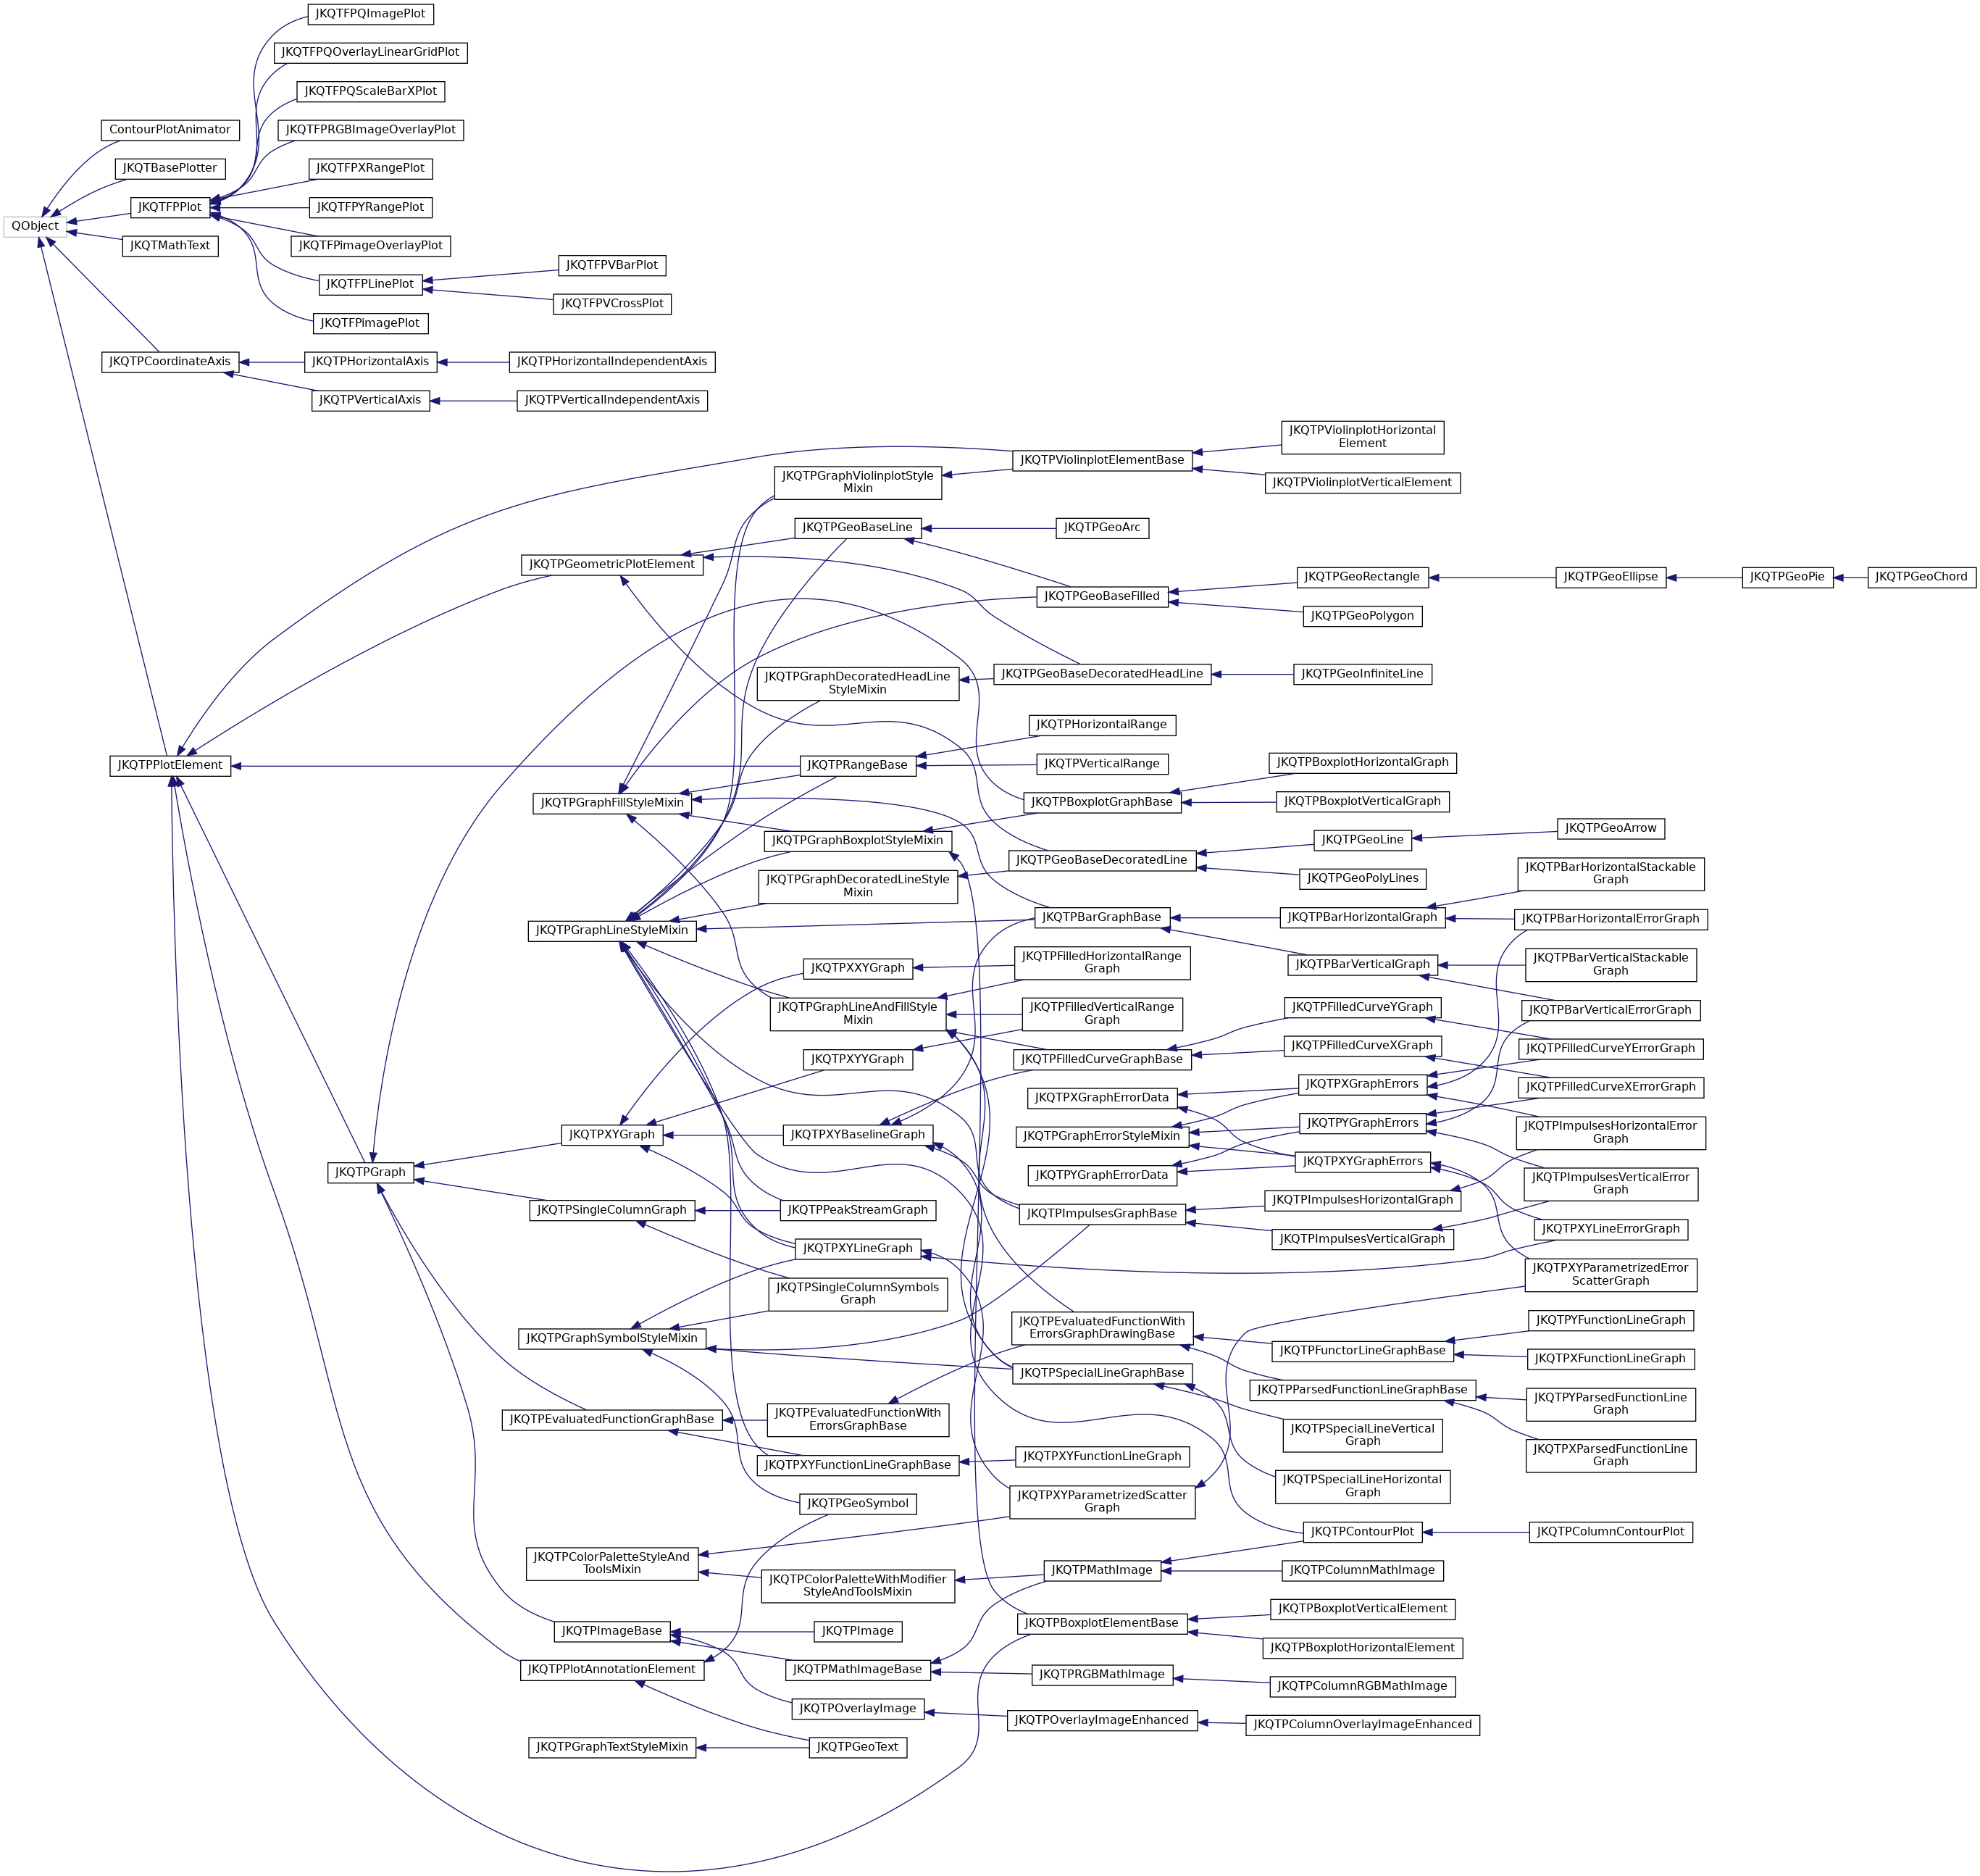 JKQTFPQImagePlot
JKQTFPQOverlayLinearGridPlot
JKQTFPQScaleBarXPlot
ContourPlotAnimator
JKQTFPRGBImageOverlayPlot
JKQTBasePlotter
JKQTFPXRangePlot
JKQTFPPlot
JKQTFPYRangePlot
QObject
JKQTMathText
JKQTFPimageOverlayPlot
JKQTFPVBarPlot
JKQTFPLinePlot
JKQTFPVCrossPlot
JKQTFPimagePlot
JKQTPCoordinateAxis
JKQTPHorizontalAxis
JKQTPHorizontalIndependentAxis
JKQTPVerticalAxis
JKQTPVerticalIndependentAxis
JKQTPViolinplotHorizontal
Element
JKQTPViolinplotElementBase
JKQTPGraphViolinplotStyle
Mixin
JKQTPViolinplotVerticalElement
JKQTPGeoBaseLine
JKQTPGeoArc
JKQTPGeometricPlotElement
JKQTPGeoRectangle
JKQTPGeoEllipse
JKQTPGeoPie
JKQTPGeoChord
JKQTPGeoBaseFilled
JKQTPGeoPolygon
JKQTPGraphDecoratedHeadLine
StyleMixin
JKQTPGeoBaseDecoratedHeadLine
JKQTPGeoInfiniteLine
JKQTPHorizontalRange
JKQTPPlotElement
JKQTPRangeBase
JKQTPVerticalRange
JKQTPBoxplotHorizontalGraph
JKQTPGraphFillStyleMixin
JKQTPBoxplotGraphBase
JKQTPBoxplotVerticalGraph
JKQTPGraphBoxplotStyleMixin
JKQTPGeoLine
JKQTPGeoArrow
JKQTPGeoBaseDecoratedLine
JKQTPGraphDecoratedLineStyle
Mixin
JKQTPGeoPolyLines
JKQTPBarHorizontalStackable
Graph
JKQTPGraphLineStyleMixin
JKQTPBarGraphBase
JKQTPBarHorizontalGraph
JKQTPBarHorizontalErrorGraph
JKQTPXXYGraph
JKQTPFilledHorizontalRange
Graph
JKQTPBarVerticalGraph
JKQTPBarVerticalStackable
Graph
JKQTPGraphLineAndFillStyle
Mixin
JKQTPFilledVerticalRange
Graph
JKQTPFilledCurveYGraph
JKQTPBarVerticalErrorGraph
JKQTPXYYGraph
JKQTPFilledCurveGraphBase
JKQTPFilledCurveXGraph
JKQTPFilledCurveYErrorGraph
JKQTPXGraphErrorData
JKQTPXGraphErrors
JKQTPFilledCurveXErrorGraph
JKQTPXYGraph
JKQTPXYBaselineGraph
JKQTPGraphErrorStyleMixin
JKQTPYGraphErrors
JKQTPImpulsesHorizontalError
Graph
JKQTPGraph
JKQTPYGraphErrorData
JKQTPXYGraphErrors
JKQTPImpulsesVerticalError
Graph
JKQTPSingleColumnGraph
JKQTPPeakStreamGraph
JKQTPImpulsesGraphBase
JKQTPImpulsesHorizontalGraph
JKQTPXYLineErrorGraph
JKQTPXYLineGraph
JKQTPImpulsesVerticalGraph
JKQTPXYParametrizedError
ScatterGraph
JKQTPSingleColumnSymbols
Graph
JKQTPGraphSymbolStyleMixin
JKQTPEvaluatedFunctionWith
ErrorsGraphDrawingBase
JKQTPFunctorLineGraphBase
JKQTPYFunctionLineGraph
JKQTPXFunctionLineGraph
JKQTPSpecialLineGraphBase
JKQTPParsedFunctionLineGraphBase
JKQTPYParsedFunctionLine
Graph
JKQTPEvaluatedFunctionGraphBase
JKQTPEvaluatedFunctionWith
ErrorsGraphBase
JKQTPSpecialLineVertical
Graph
JKQTPXParsedFunctionLine
Graph
JKQTPXYFunctionLineGraphBase
JKQTPXYFunctionLineGraph
JKQTPSpecialLineHorizontal
Graph
JKQTPGeoSymbol
JKQTPXYParametrizedScatter
Graph
JKQTPContourPlot
JKQTPColumnContourPlot
JKQTPColorPaletteStyleAnd
ToolsMixin
JKQTPColorPaletteWithModifier
StyleAndToolsMixin
JKQTPMathImage
JKQTPColumnMathImage
JKQTPImageBase
JKQTPImage
JKQTPBoxplotElementBase
JKQTPBoxplotVerticalElement
JKQTPBoxplotHorizontalElement
JKQTPPlotAnnotationElement
JKQTPMathImageBase
JKQTPRGBMathImage
JKQTPColumnRGBMathImage
JKQTPOverlayImage
JKQTPOverlayImageEnhanced
JKQTPColumnOverlayImageEnhanced
JKQTPGraphTextStyleMixin
JKQTPGeoText